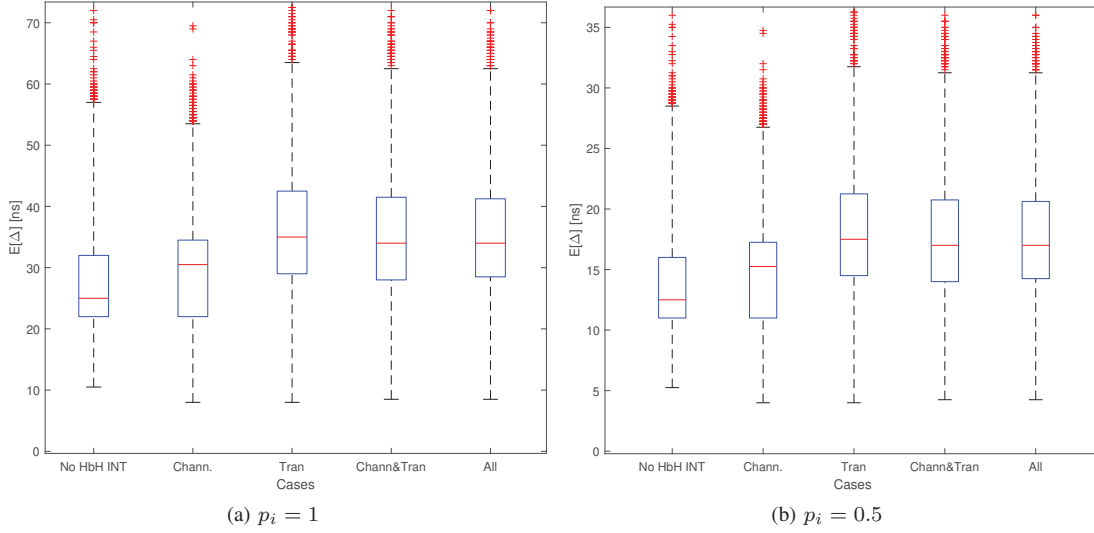 70
60
50
40
30
20
10
0
E[Δ] [ns]
No HbH INT Chann. Tran Chann&Tran All
Cases
(a) p_i = 1
35
30
25
20
15
10
5
0
E[Δ] [ns]
No HbH INT Chann. Tran Chann&Tran All
Cases
(b) p_i = 0.5